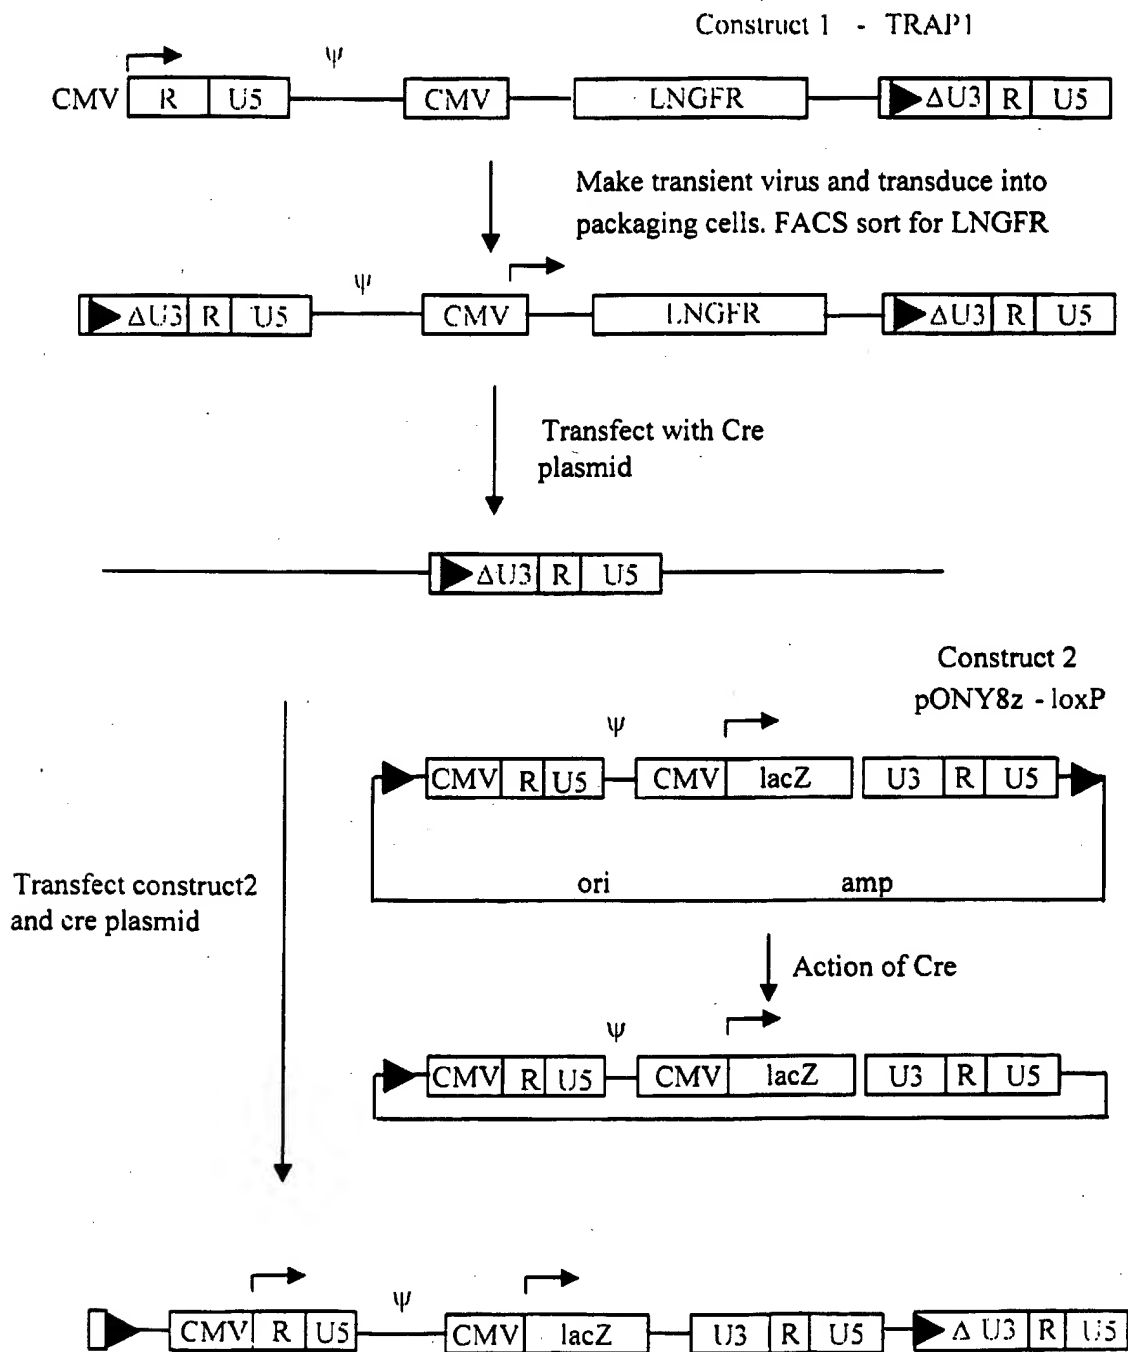 Construct 1 - TRAP1
ψ
CMV R U5 CMV LNGFR ΔU3 R U5
Make transient virus and transduce into
packaging cells. FACS sort for LNGFR
ψ
ΔU3 R U5 CMV LNGFR ΔU3 R U5
Transfect with Cre
plasmid
ΔU3 R U5
Construct 2
pONY8z - loxP
ψ
CMV R U5 CMV lacZ U3 R U5
ori amp
Transfect construct2
and cre plasmid
Action of Cre
ψ
CMV R U5 CMV lacZ U3 R U5
ψ
CMV R U5 CMV lacZ U3 R U5 Δ U3 R U5